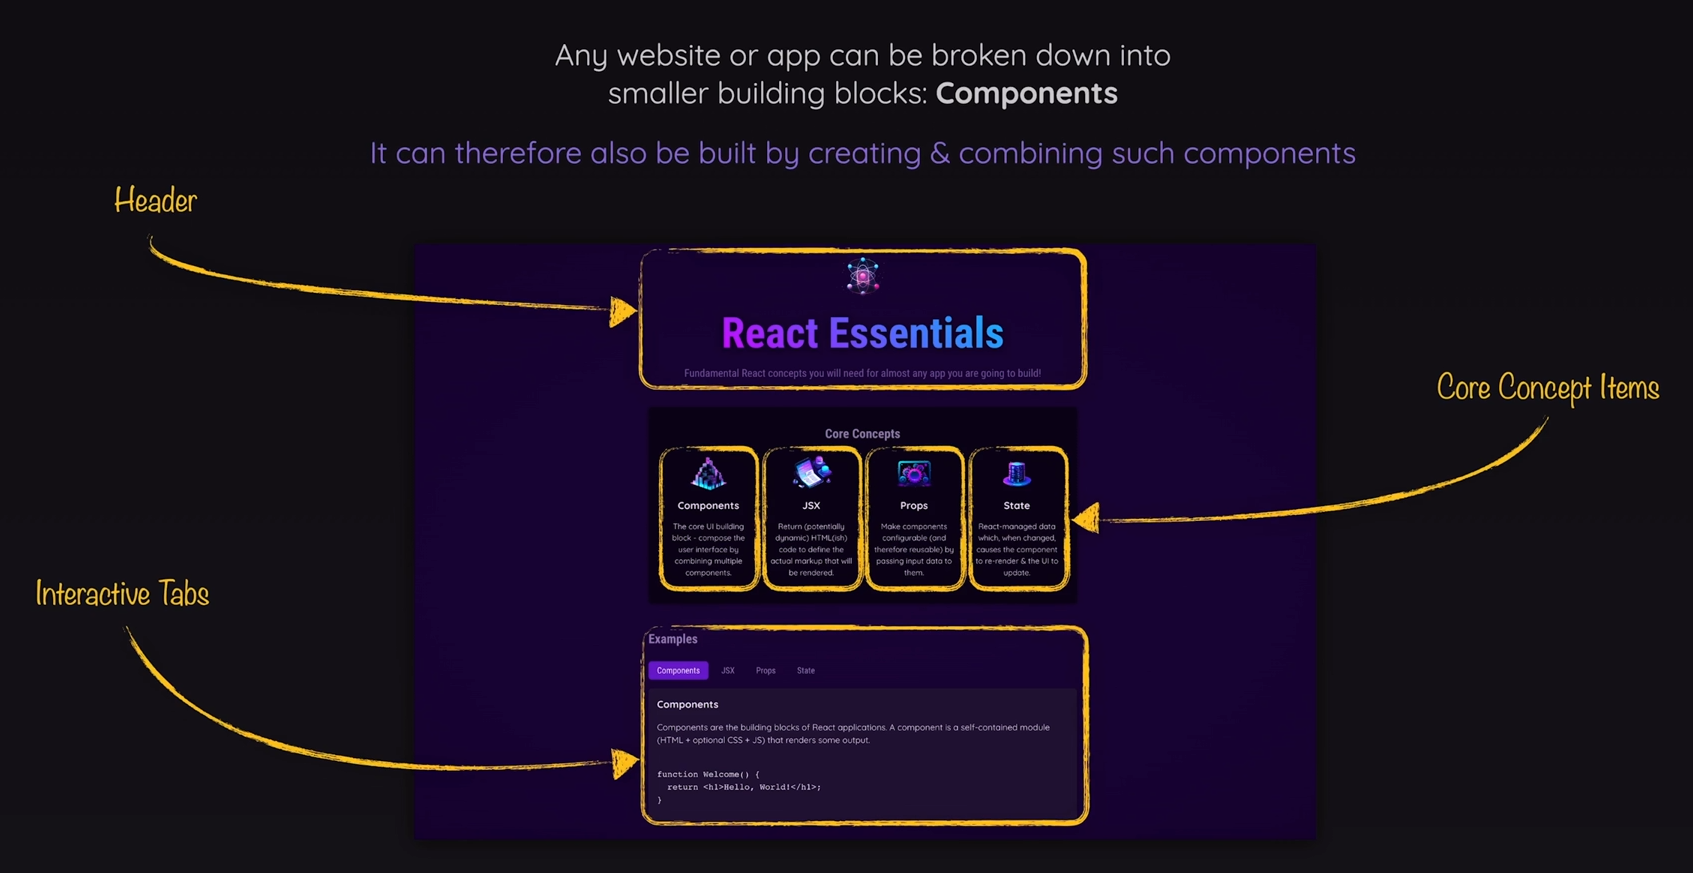 Any website or app can be broken down into
smaller building blocks: Components
It can therefore also be built by creating & combining such components
Header
React Essentials
Fundamental React concepts you will need for almost any app you are going to build!
Core Concept Items
Core Concepts
Components
The core UI building
block - compose the
user interface by
combining multiple
components.
JSX
Return (potentially
dynamic) HTML(ish)
code to define the
actual markup that will
be rendered.
Props
Make components
configurable (and
therefore reusable) by
passing input data to
them.
State
React-managed data
which, when changed,
causes the component
to re-render & the UI to
update.
Interactive Tabs
Examples
Components JSX Props State
Components
Components are the building blocks of React applications. A component is a self-contained module
(HTML + optional CSS + JS) that renders some output.
function Welcome() {
return <h1>Hello, World!</h1>;
}